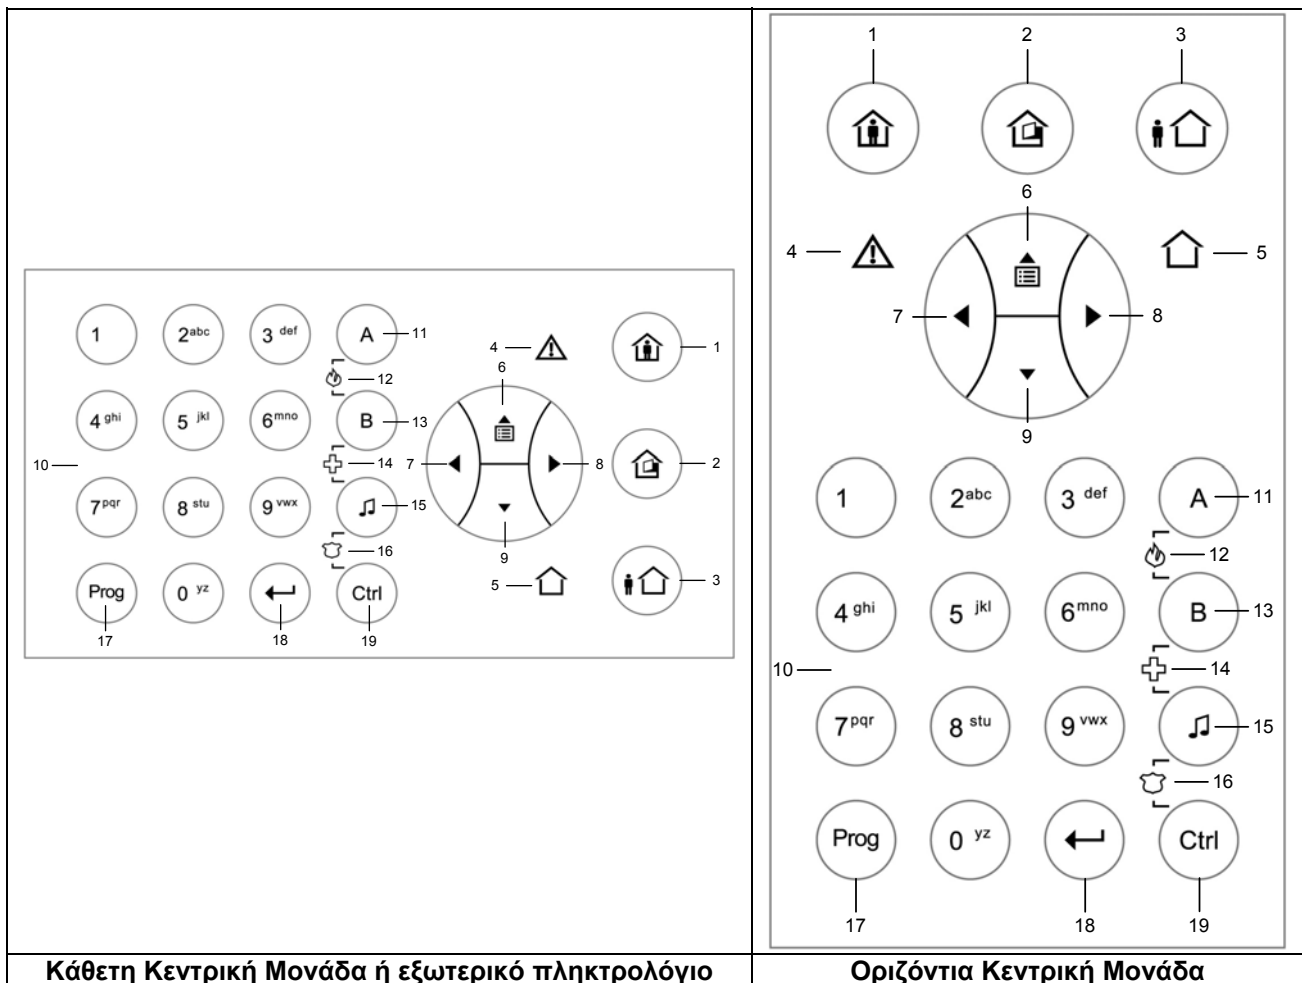 1
2abc
3 def
A
11
4
1
6
12
4 ghi
5 jkl
6mno
B
13
10
14
7
8
2
7pqr
8 stu
9 vwx
15
9
16
5
3
Prog
0 yz
Ctrl
17
18
19
Κάθετη Κεντρική Μονάδα ή εξωτερικό πληκτρολόγιο
1
2
3
6
4
5
7
8
9
1
2abc
3 def
A
11
12
4 ghi
5 jkl
6mno
B
13
10
14
7pqr
8 stu
9 vwx
15
16
Prog
0 yz
Ctrl
17
18
19
Οριζόντια Κεντρική Μονάδα